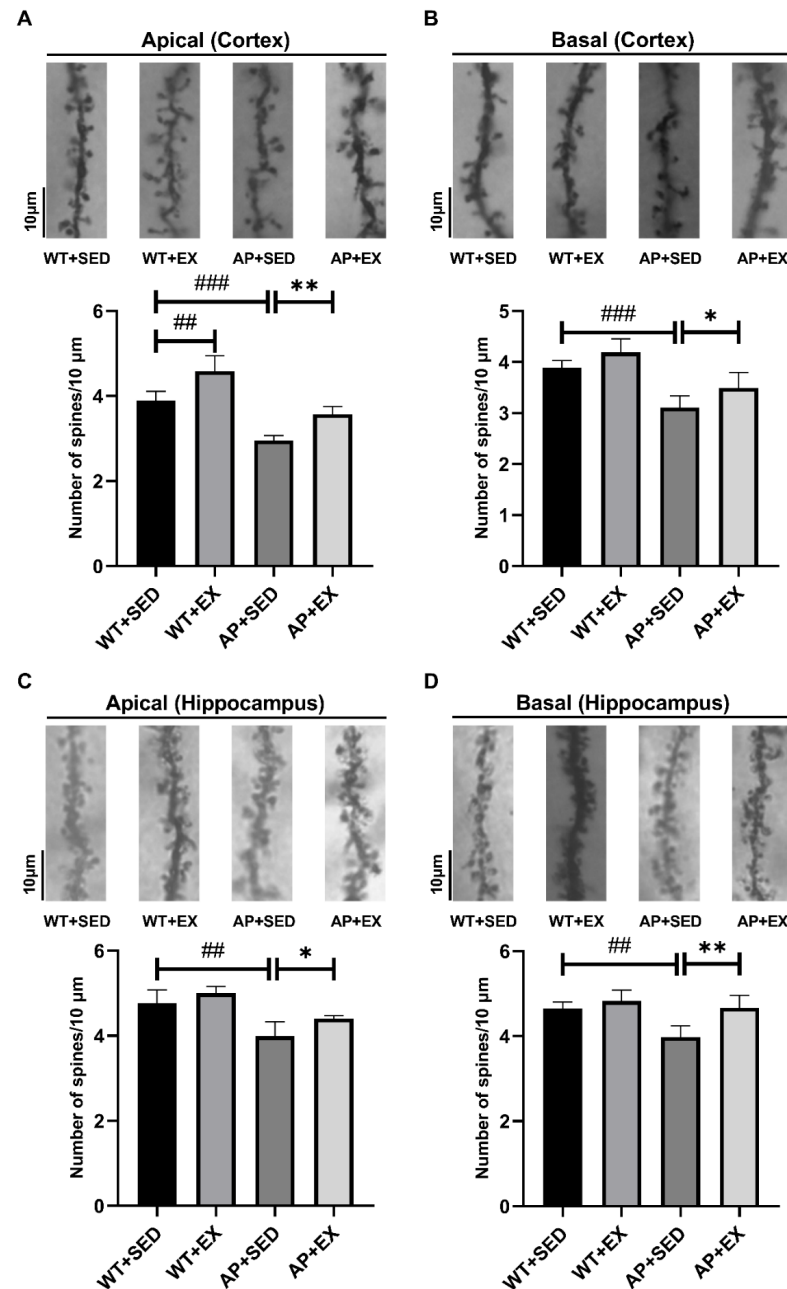 A
Apical (Cortex)
10μm
WT+SED WT+EX AP+SED AP+EX
###
**
##
Number of spines/10 μm
6
4
2
0
WT+SED WT+EX AP+SED AP+EX
B
Basal (Cortex)
10μm
WT+SED WT+EX AP+SED AP+EX
###
*
Number of spines/10 μm
5
4
3
2
1
0
WT+SED WT+EX AP+SED AP+EX
C
Apical (Hippocampus)
10μm
WT+SED WT+EX AP+SED AP+EX
##
*
Number of spines/10 μm
6
4
2
0
WT+SED WT+EX AP+SED AP+EX
D
Basal (Hippocampus)
10μm
WT+SED WT+EX AP+SED AP+EX
##
**
Number of spines/10 μm
6
4
2
0
WT+SED WT+EX AP+SED AP+EX